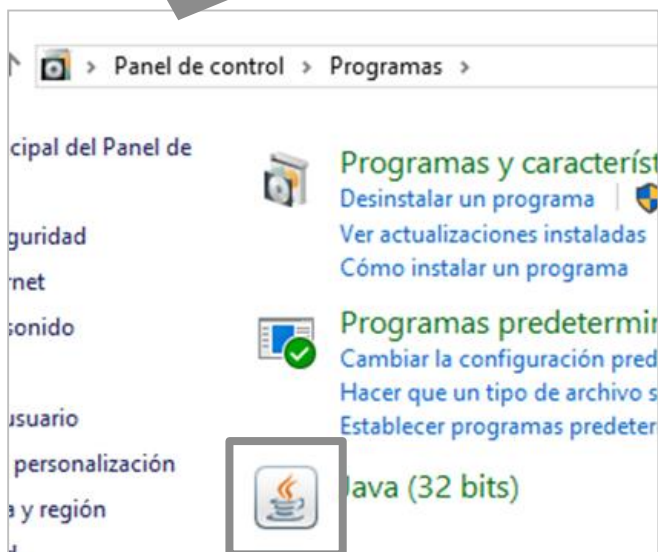 Panel de control > Programas >
cipal del Panel de
guridad
rnet
sonido
usuario
personalización
a y región
Programas y característ
Desinstalar un programa
Ver actualizaciones instaladas
Cómo instalar un programa
Programas predetermin
Cambiar la configuración pred
Hacer que un tipo de archivo s
Establecer programas predeter
Java (32 bits)